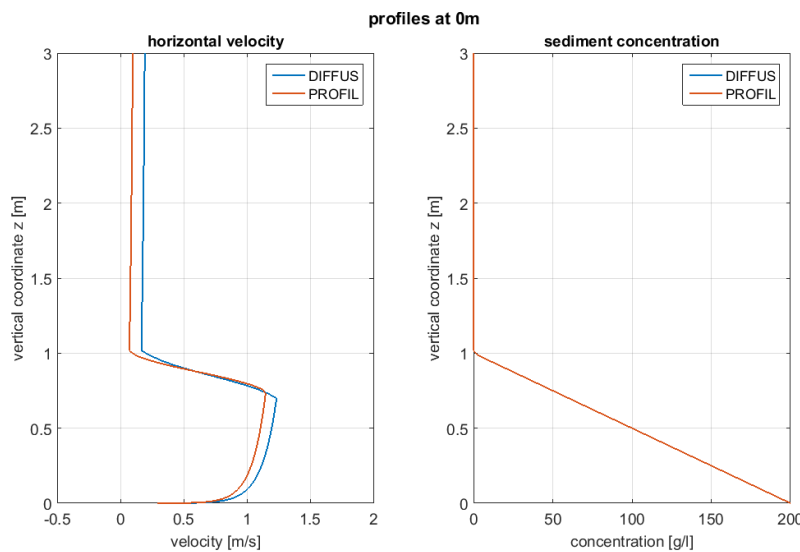 profiles at 0m
horizontal velocity
DIFFUS
PROFIL
3
2.5
2
1.5
1
0.5
0
vertical coordinate z [m]
-0.5 0 0.5 1 1.5 2
velocity [m/s]
sediment concentration
DIFFUS
PROFIL
3
2.5
2
1.5
1
0.5
0
vertical coordinate z [m]
0 50 100 150 200
concentration [g/l]